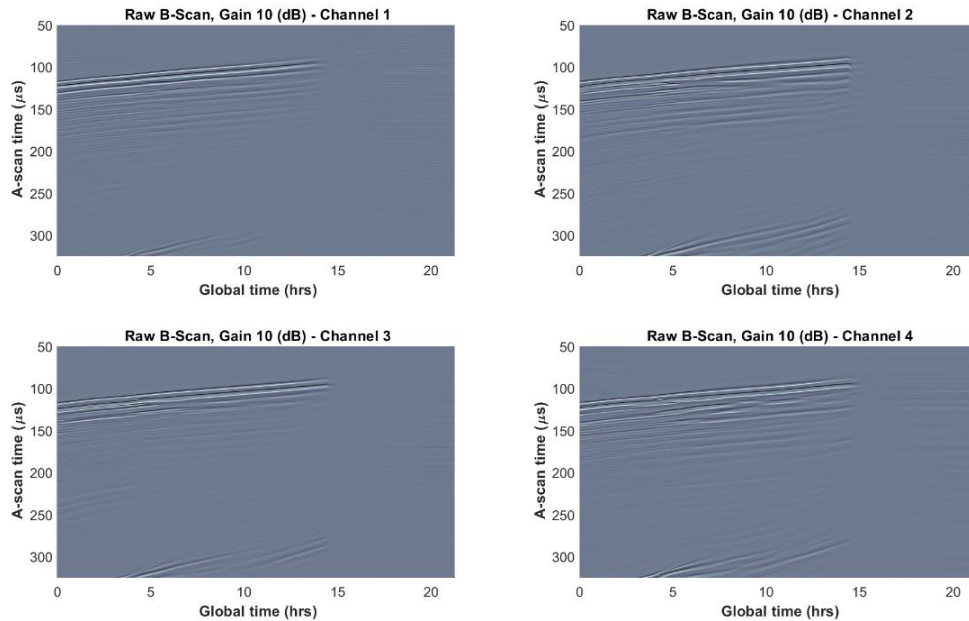 Raw B-Scan, Gain 10 (dB) - Channel 1
50
100
150
200
250
300
A-scan time (μs)
0 5 10 15 20
Global time (hrs)
Raw B-Scan, Gain 10 (dB) - Channel 2
50
100
150
200
250
300
A-scan time (μs)
0 5 10 15 20
Global time (hrs)
Raw B-Scan, Gain 10 (dB) - Channel 3
50
100
150
200
250
300
A-scan time (μs)
0 5 10 15 20
Global time (hrs)
Raw B-Scan, Gain 10 (dB) - Channel 4
50
100
150
200
250
300
A-scan time (μs)
0 5 10 15 20
Global time (hrs)